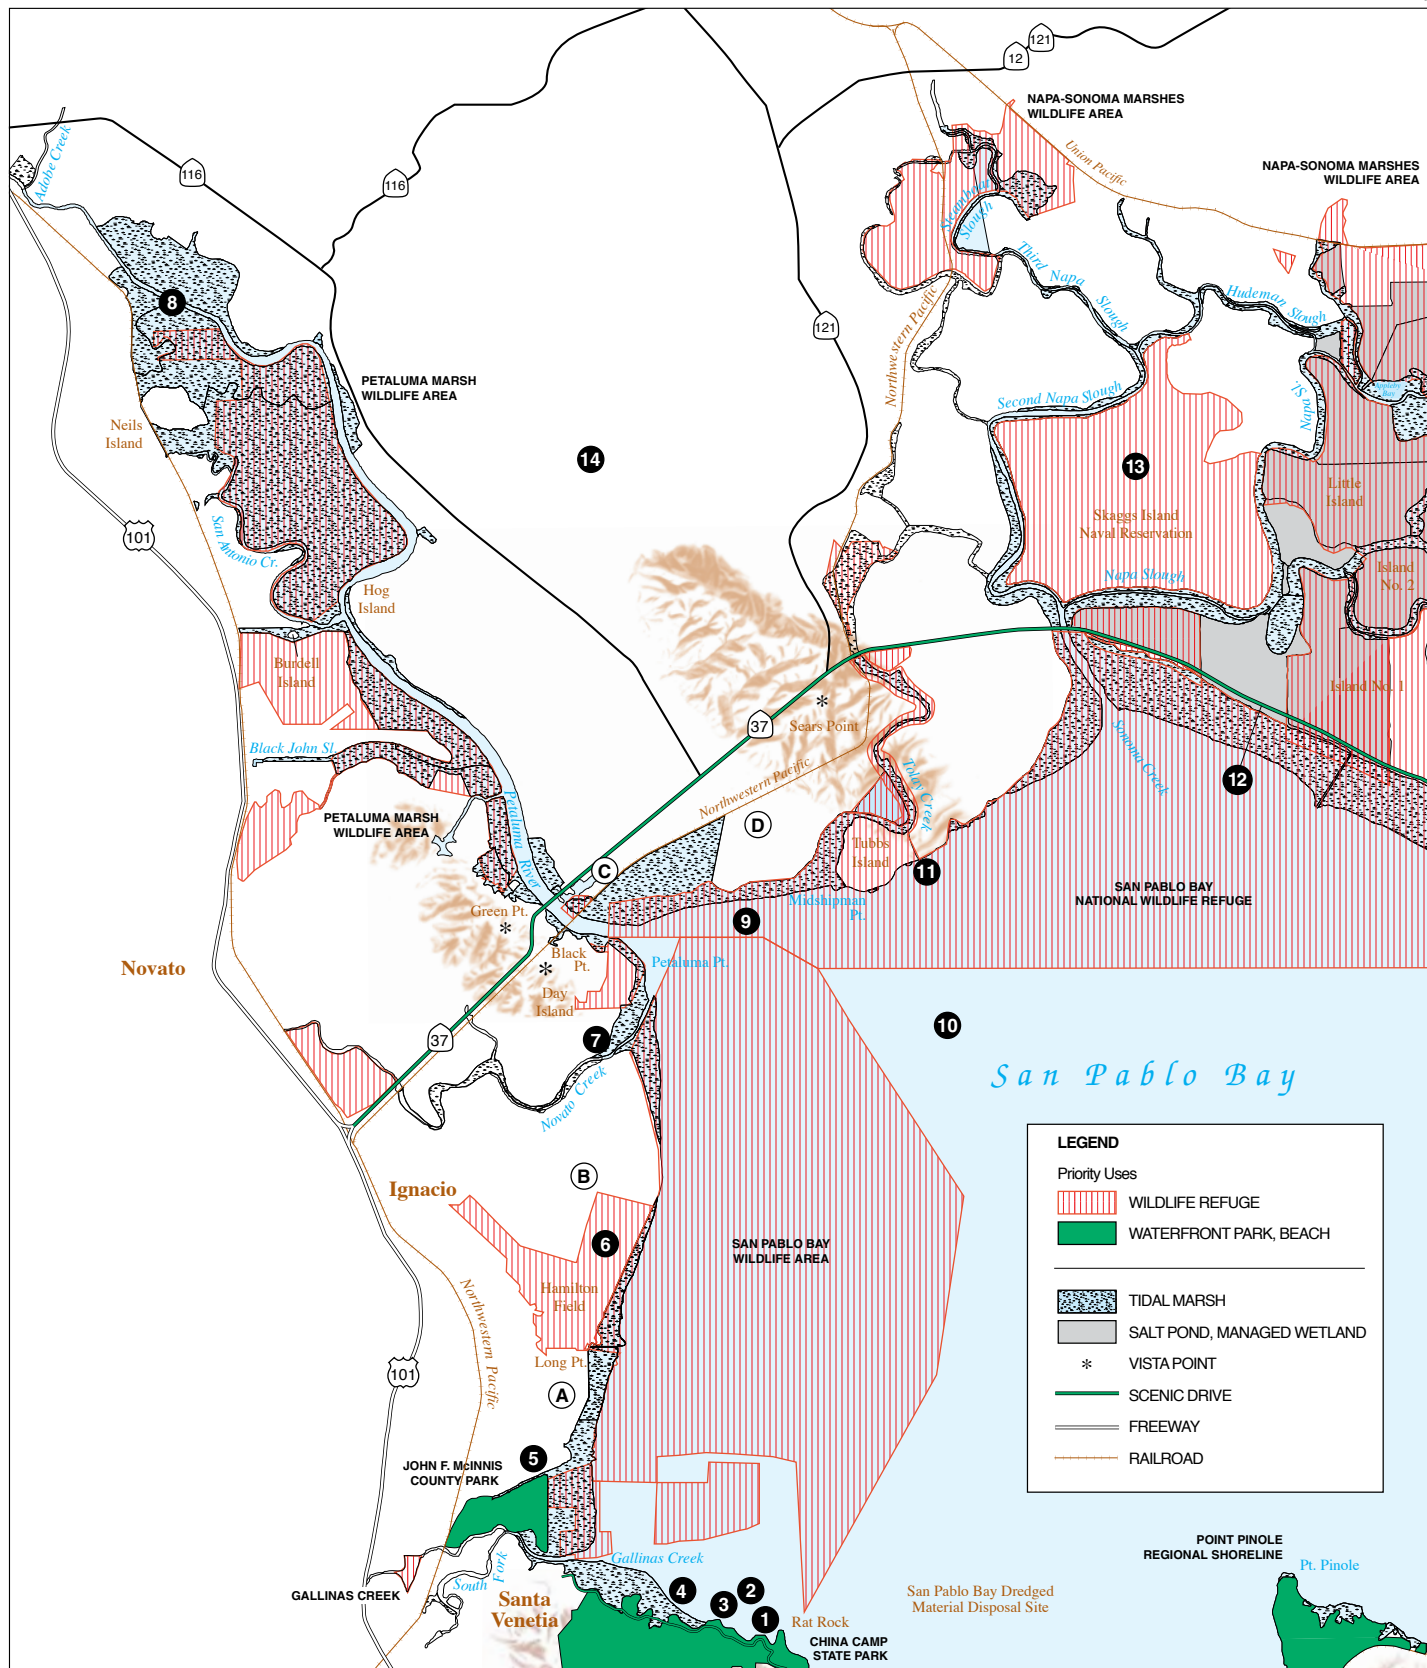 121
12
NAPA-SONOMA MARSHES
WILDLIFE AREA
Union Pacific
NAPA-SONOMA MARSHES
WILDLIFE AREA
Adobe Creek
116
116
Steamboat
Slough
Third Napa Slough
Hudeman Slough
8
121
Northwestern Pacific
PETALUMA MARSH
WILDLIFE AREA
Appleby
Bay
Second Napa Slough
Napa Sl.
Neils
Island
14
13
Little
Island
Skaggs Island
Naval Reservation
101
San Antonio Cr.
Napa Slough
Island
No. 2
Hog
Island
Burdell
Island
Island No. 1
Sears Point
37
Black John Sl.
Sonoma Creek
12
Northwestern Pacific
Tolay Creek
Petaluma River
PETALUMA MARSH
WILDLIFE AREA
D
Tubbs
Island
C
11
SAN PABLO BAY
NATIONAL WILDLIFE REFUGE
Midshipman
Pt.
Green Pt.
9
Novato
Black
Pt.
Petaluma Pt.
Day
Island
10
37
7
San Pablo Bay
Novato Creek
LEGEND
Priority Uses
WILDLIFE REFUGE
WATERFRONT PARK, BEACH
TIDAL MARSH
SALT POND, MANAGED WETLAND
VISTA POINT
SCENIC DRIVE
FREEWAY
RAILROAD
B
Ignacio
6
SAN PABLO BAY
WILDLIFE AREA
Hamilton
Field
Northwestern Pacific
Long Pt.
101
A
5
JOHN F. McINNIS
COUNTY PARK
POINT PINOLE
REGIONAL SHORELINE
Pt. Pinole
Gallinas Creek
South Fork
GALLINAS CREEK
Santa
Venetia
4
3
2
1
Rat Rock
San Pablo Bay Dredged
Material Disposal Site
CHINA CAMP
STATE PARK